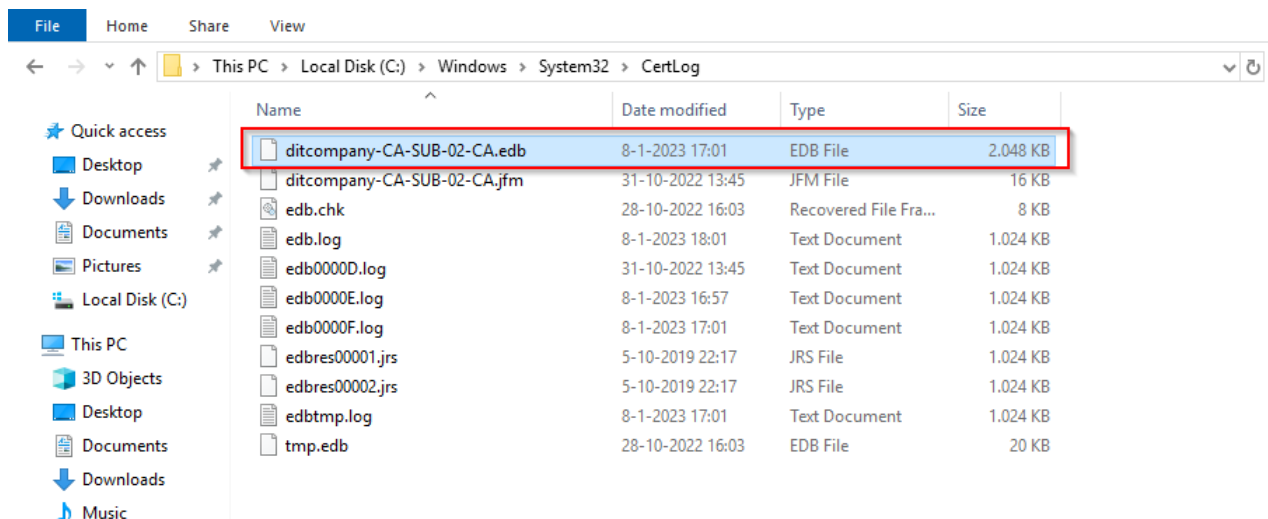 File Home Share View
This PC > Local Disk (C:) > Windows > System32 > CertLog
Name Date modified Type Size
Quick access
ditcompany-CA-SUB-02-CA.edb 8-1-2023 17:01 EDB File 2.048 KB
Desktop
ditcompany-CA-SUB-02-CA.jfm 31-10-2022 13:45 JFM File 16 KB
Downloads
edb.chk 28-10-2022 16:03 Recovered File Fra... 8 KB
Documents
edb.log 8-1-2023 18:01 Text Document 1.024 KB
Pictures
edb0000D.log 31-10-2022 13:45 Text Document 1.024 KB
Local Disk (C:)
edb0000E.log 8-1-2023 16:57 Text Document 1.024 KB
edb0000F.log 8-1-2023 17:01 Text Document 1.024 KB
This PC
edbres00001.jrs 5-10-2019 22:17 JRS File 1.024 KB
3D Objects
edbres00002.jrs 5-10-2019 22:17 JRS File 1.024 KB
Desktop
edbtmp.log 8-1-2023 17:01 Text Document 1.024 KB
Documents
tmp.edb 28-10-2022 16:03 EDB File 20 KB
Downloads
Music